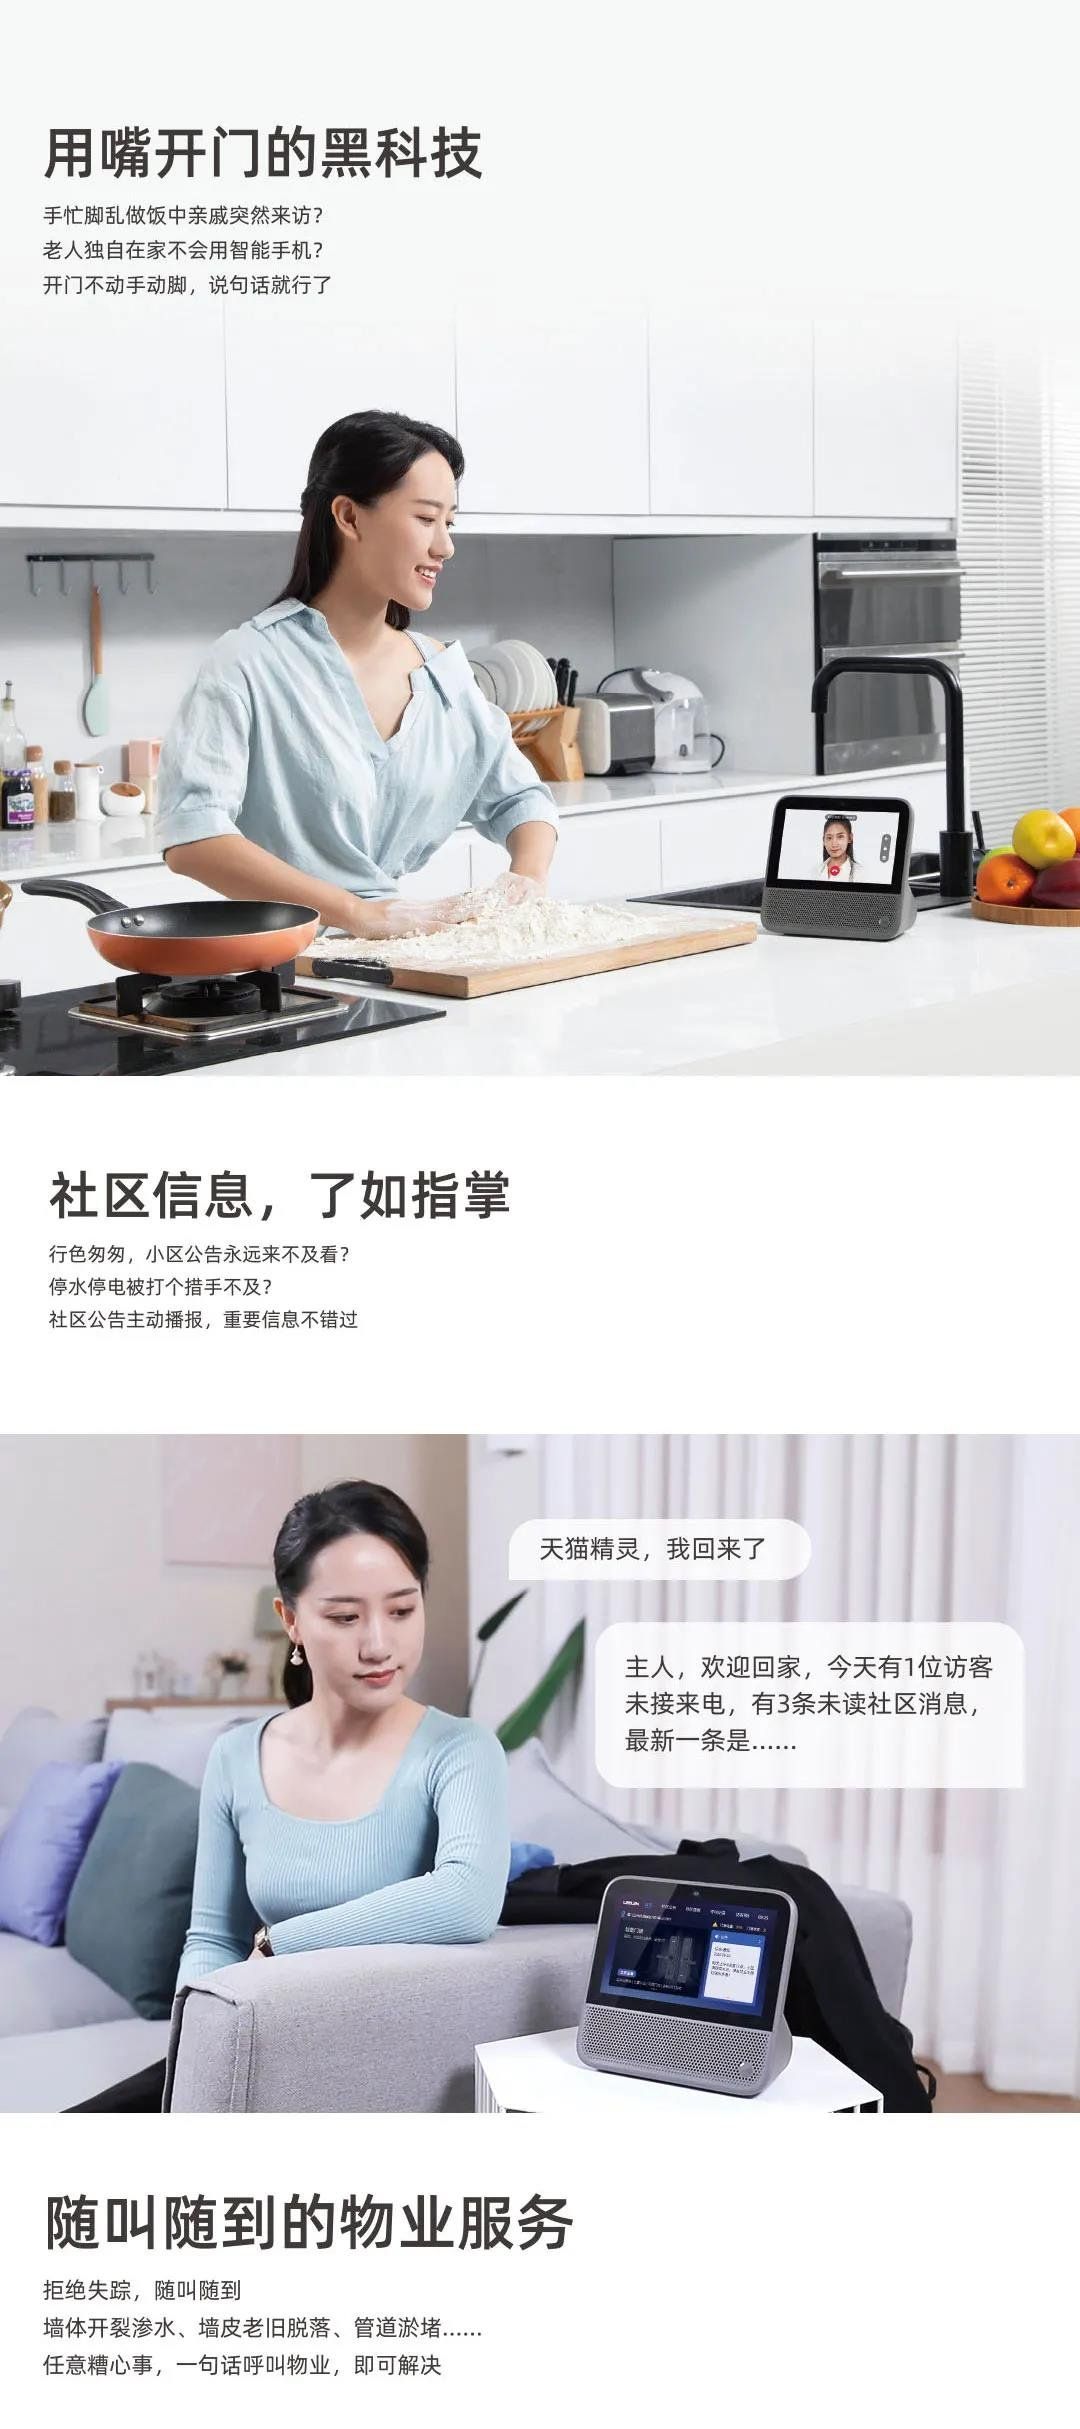 用嘴开门的黑科技
手忙脚乱做饭中亲戚突然来访？
老人独自在家不会用智能手机？
开门不动手动脚，说句话就行了
社区信息，了如指掌
行色匆匆，小区公告永远来不及看？
停水停电被打个措手不及？
社区公告主动播报，重要信息不错过
天猫精灵，我回来了
主人，欢迎回家，今天有1位访客
未接来电，有3条未读社区消息，
最新一条是……
随叫随到的物业服务
拒绝失踪，随叫随到
墙体开裂渗水、墙皮老旧脱落、管道淤堵……
任意糟心事，一句话呼叫物业，即可解决